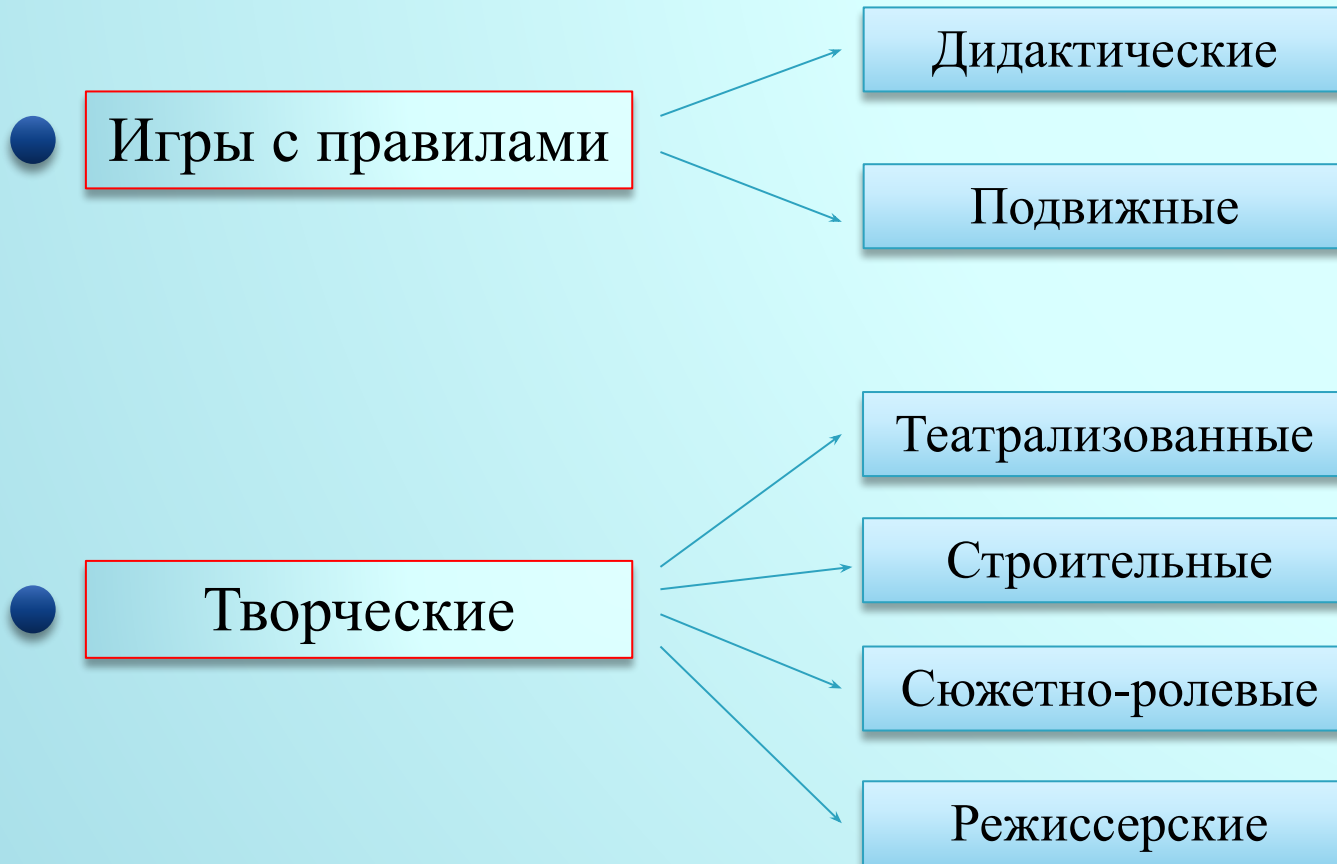 Игры с правилами
Дидактические
Подвижные
Творческие
Театрализованные
Строительные
Сюжетно-ролевые
Режиссерские